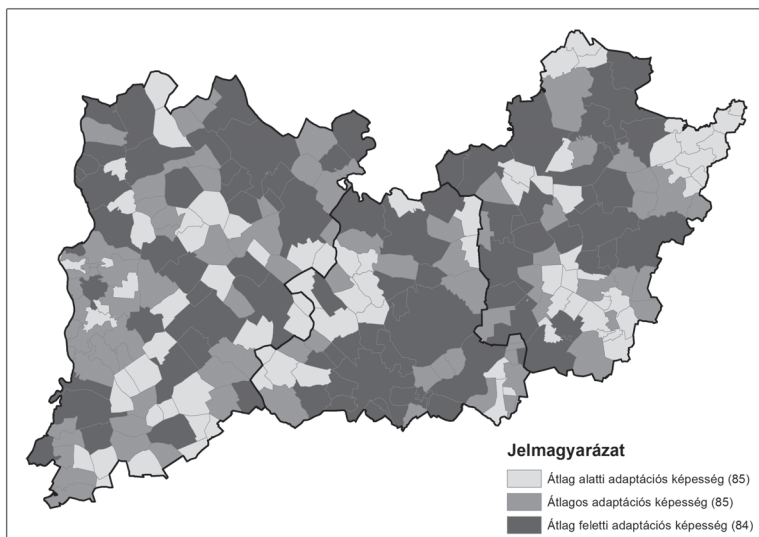 Jelmagyarázat
Átlag alatti adaptációs képesség (85)
Átlagos adaptációs képesség (85)
Átlag feletti adaptációs képesség (84)